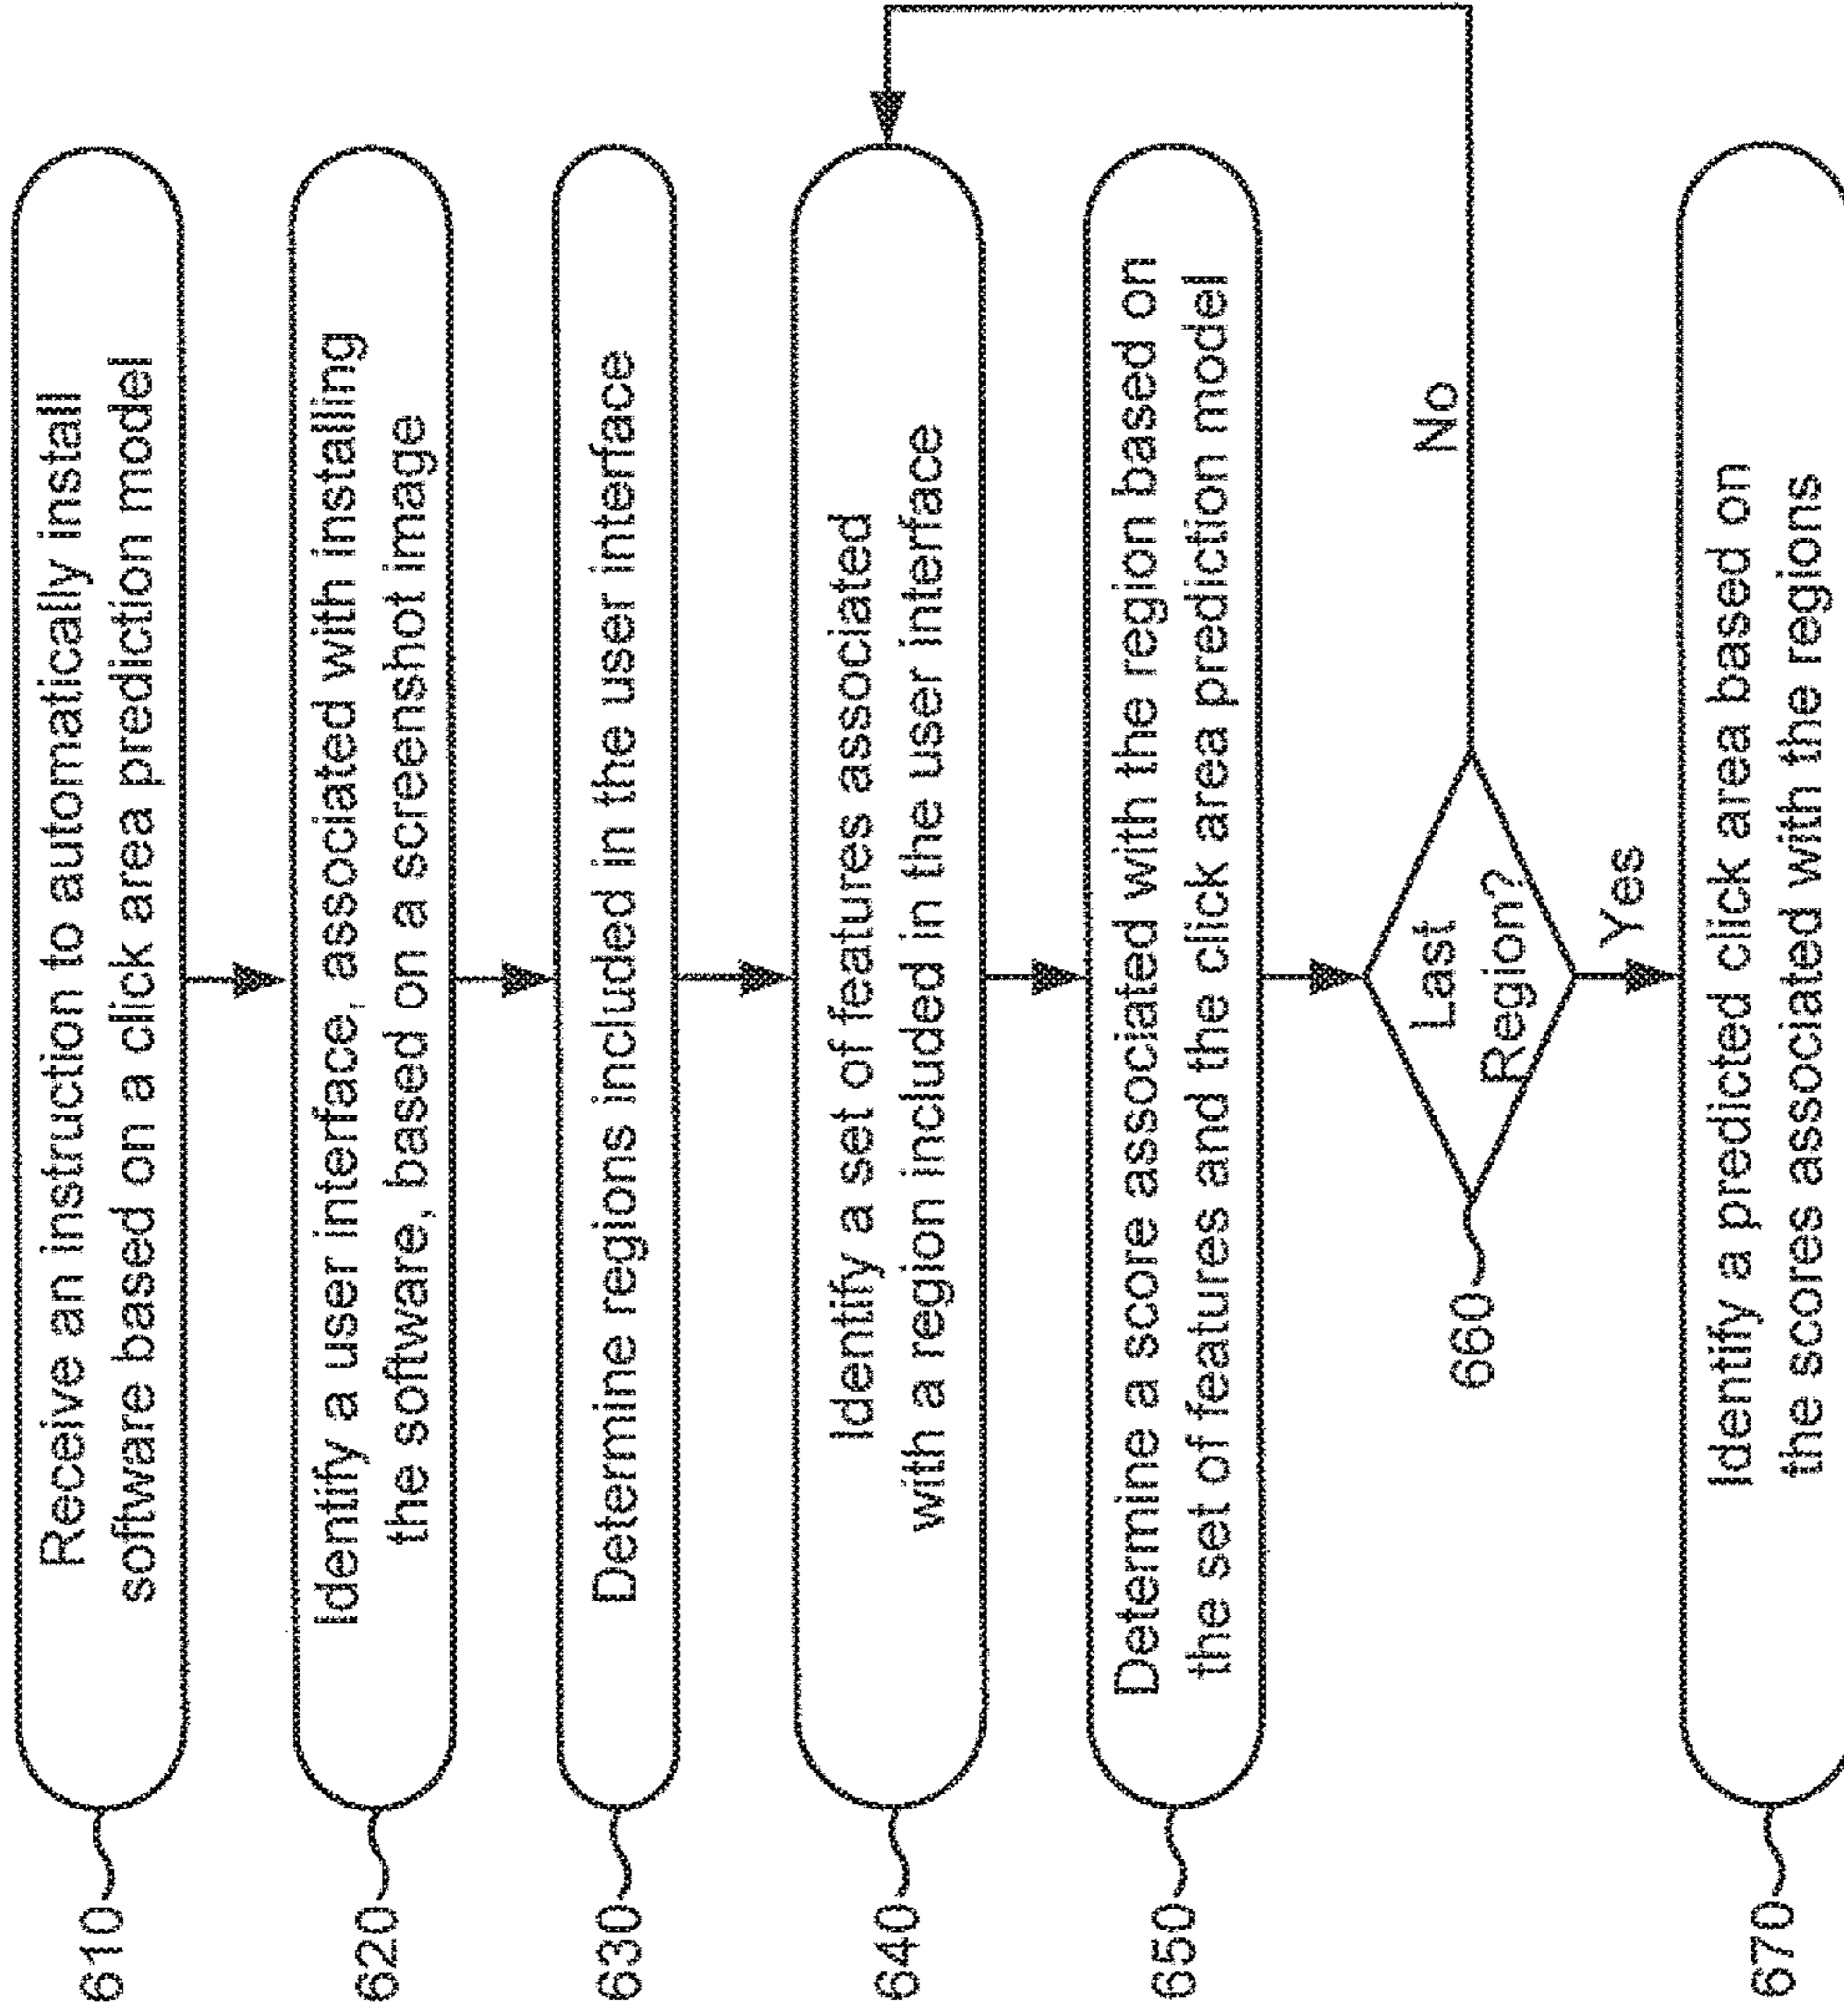 610
Receive an instruction to automatically install
software based on a click area prediction model
620
Identify a user interface, associated with installing
the software, based on a screenshot image
630
Determine regions included in the user interface
640
Identify a set of features associated
with a region included in the user interface
650
Determine a score associated with the region based on
the set of features and the click area prediction model
660
Last
Region?
No
Yes
670
Identify a predicted click area based on
the scores associated with the regions